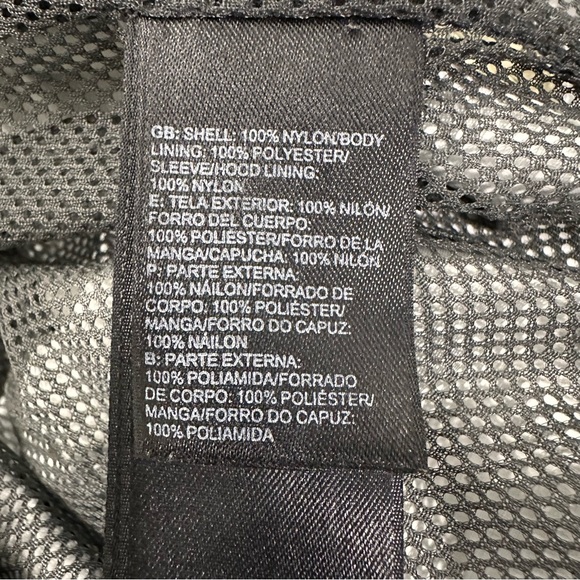 GB: SHELL: 100% NYLON/BODY
LINING: 100% POLYESTER/
SLEEVE/HOOD LINING:
100% NYLON
E: TELA EXTERIOR: 100% NILÓN/
FORRO DEL CUERPO:
100% POLIÉSTER/FORRO DE LA
MANGA/CAPUCHA: 100% NILÓN
P: PARTE EXTERNA:
100% NÁILON/FORRADO DE
CORPO: 100% POLIÉSTER/
MANGA/FORRO DO CAPUZ:
100% NÁILON
B: PARTE EXTERNA:
100% POLIAMIDA/FORRADO
DE CORPO: 100% POLIÉSTER/
MANGA/FORRO DO CAPUZ:
100% POLIAMIDA